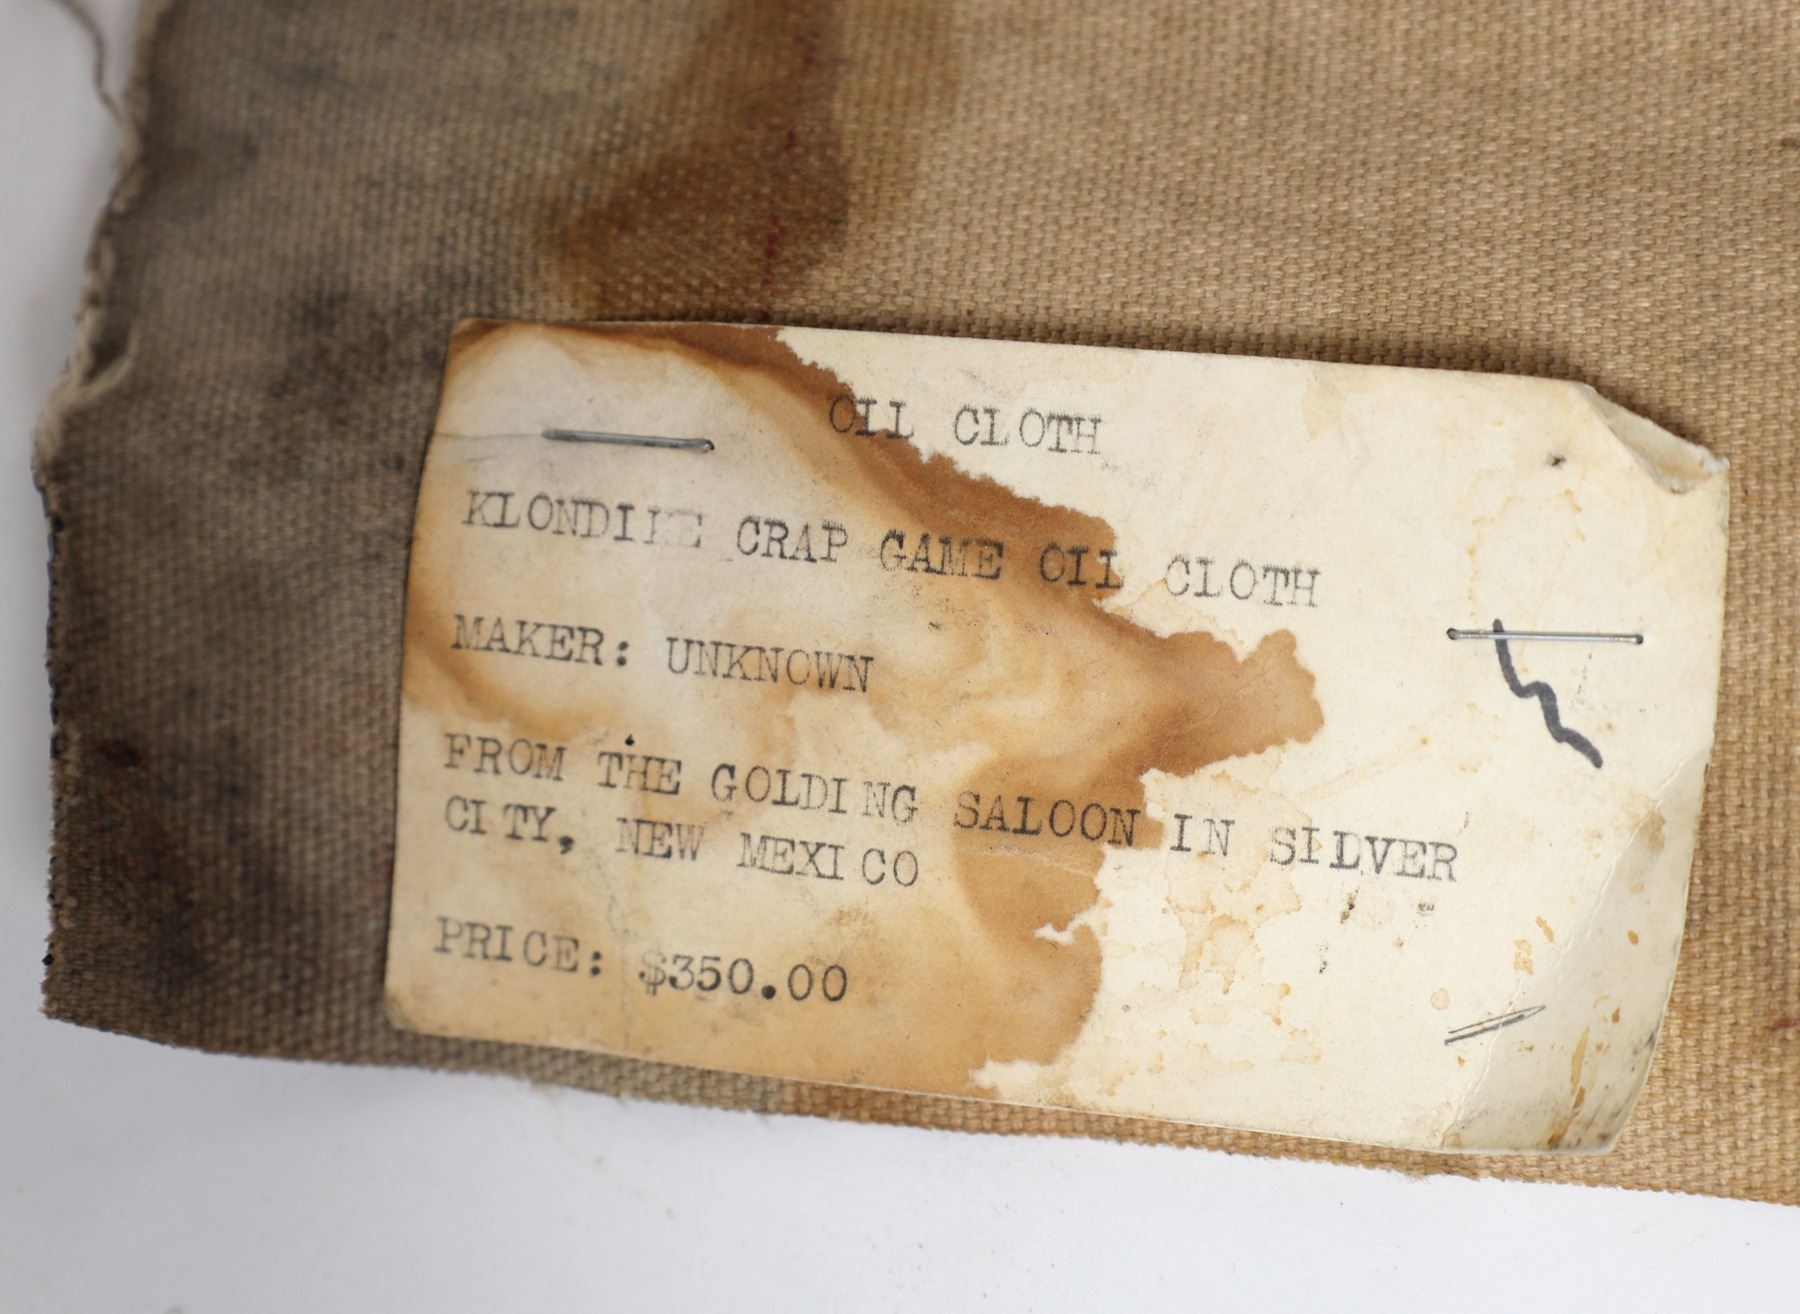 OIL CLOTH
KLONDIKE CRAP GAME OIL CLOTH
MAKER: UNKNOWN
FROM THE GOLDING SALOON IN SILVER
CITY, NEW MEXICO
PRICE: $350.00